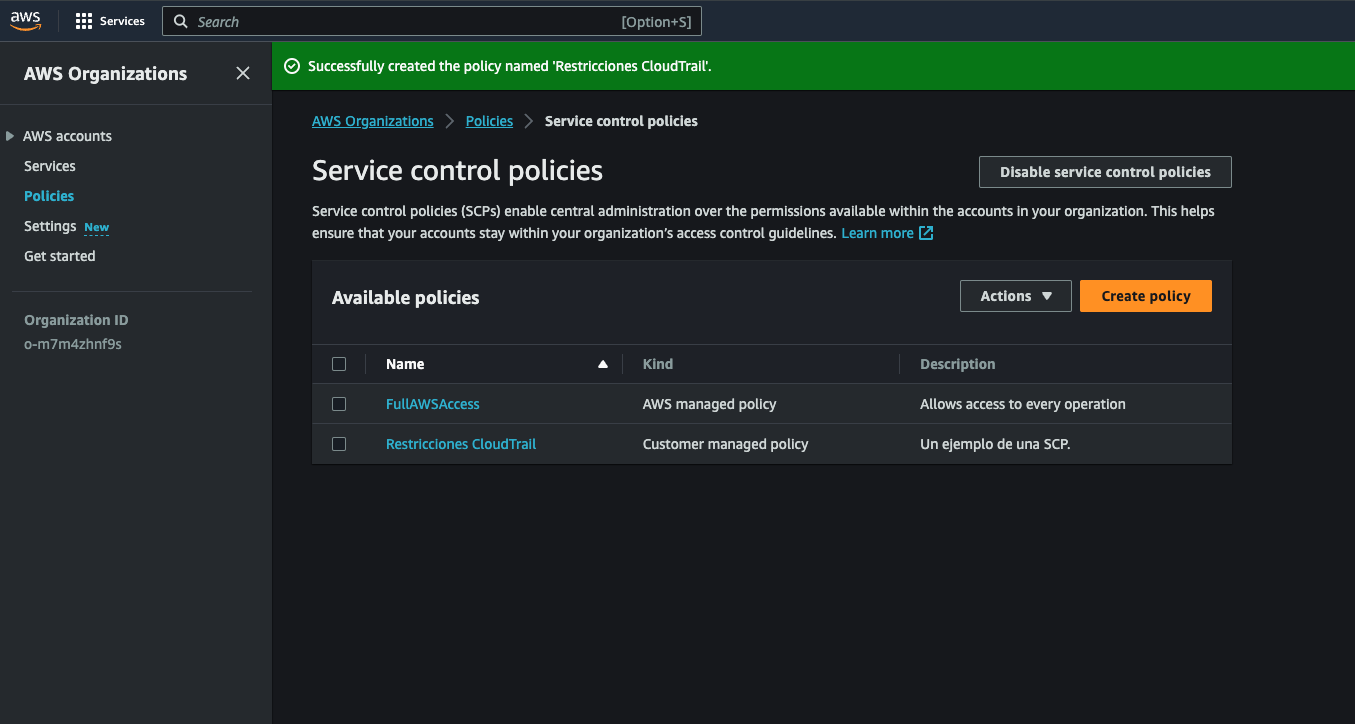 aws
Services
Search
[Option+S]
AWS Organizations
Successfully created the policy named 'Restricciones CloudTrail'.
AWS accounts
Services
Policies
Settings New
Get started
Organization ID
o-m7m4zhnf9s
AWS Organizations
Policies
Service control policies
Service control policies
Disable service control policies
Service control policies (SCPs) enable central administration over the permissions available within the accounts in your organization. This helps
ensure that your accounts stay within your organization's access control guidelines. Learn more
Available policies
Actions
Create policy
Name
Kind
Description
FullAWSAccess
AWS managed policy
Allows access to every operation
Restricciones CloudTrail
Customer managed policy
Un ejemplo de una SCP.